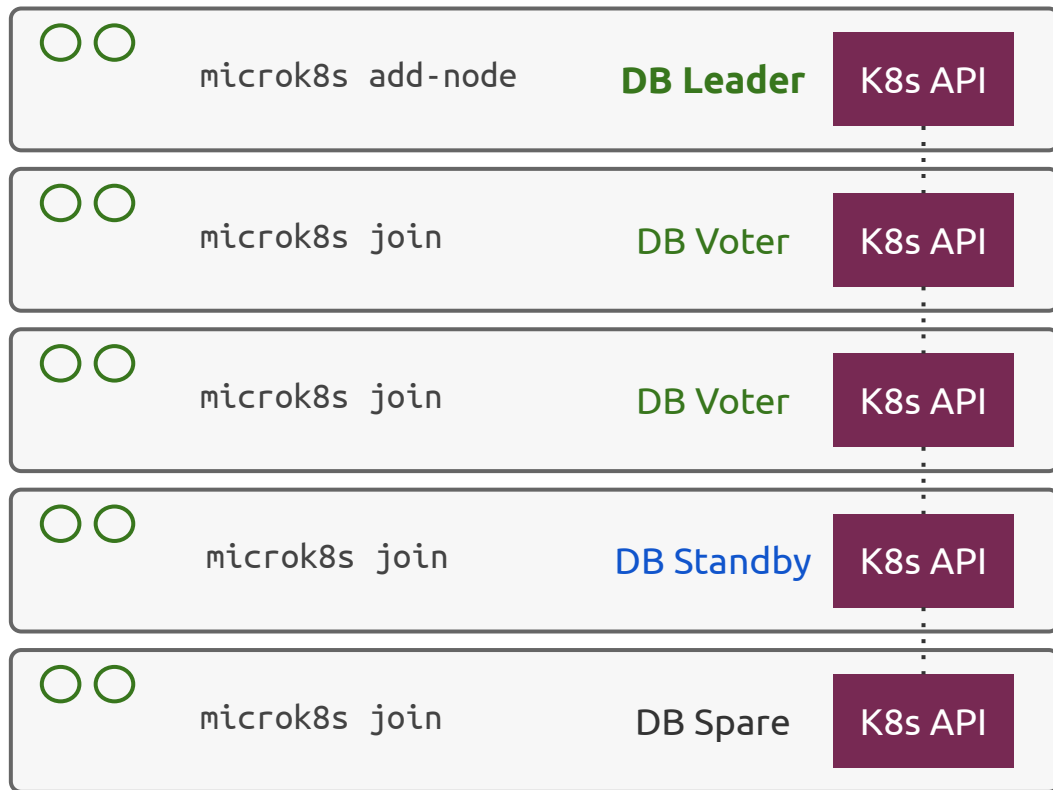 microk8s add-node DB Leader K8s API
microk8s join DB Voter K8s API
microk8s join DB Voter K8s API
microk8s join DB Standby K8s API
microk8s join DB Spare K8s API